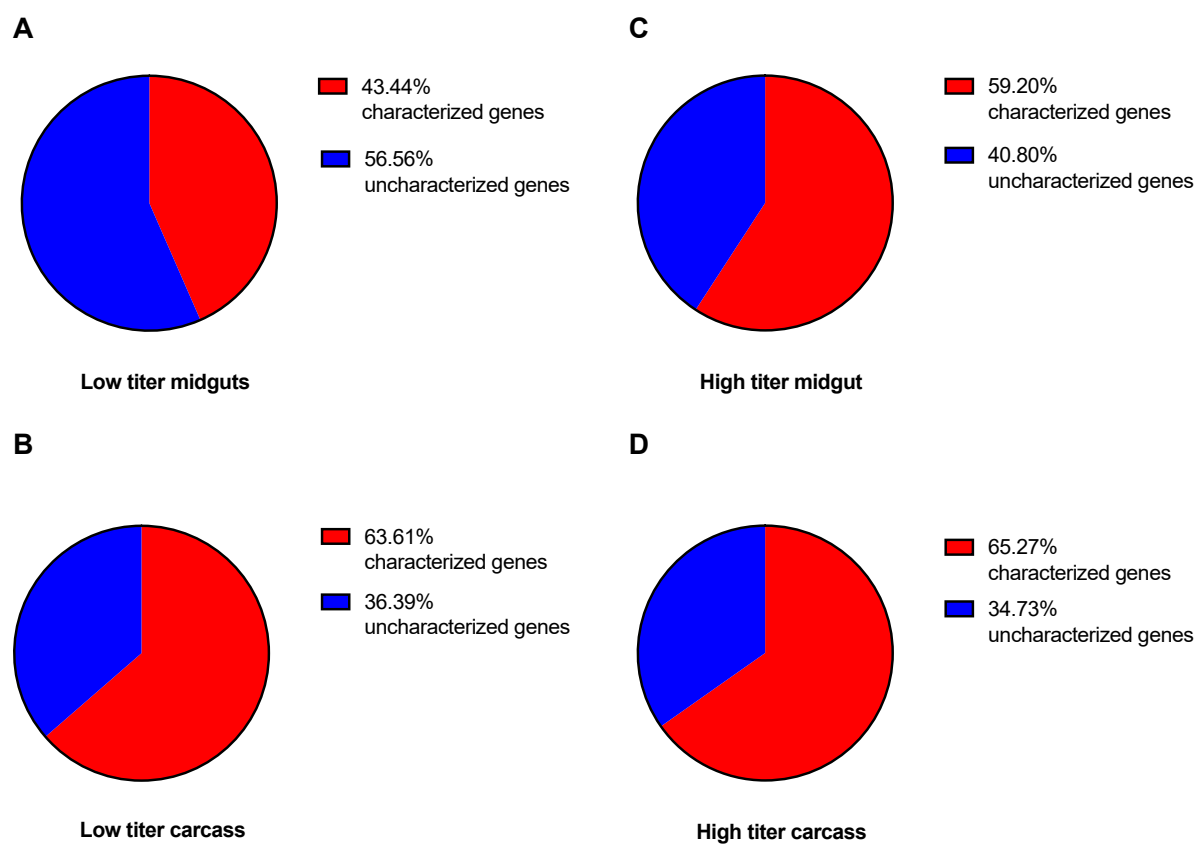 A
43.44%
characterized genes
56.56%
uncharacterized genes
Low titer midguts
C
59.20%
characterized genes
40.80%
uncharacterized genes
High titer midgut
B
63.61%
characterized genes
36.39%
uncharacterized genes
Low titer carcass
D
65.27%
characterized genes
34.73%
uncharacterized genes
High titer carcass